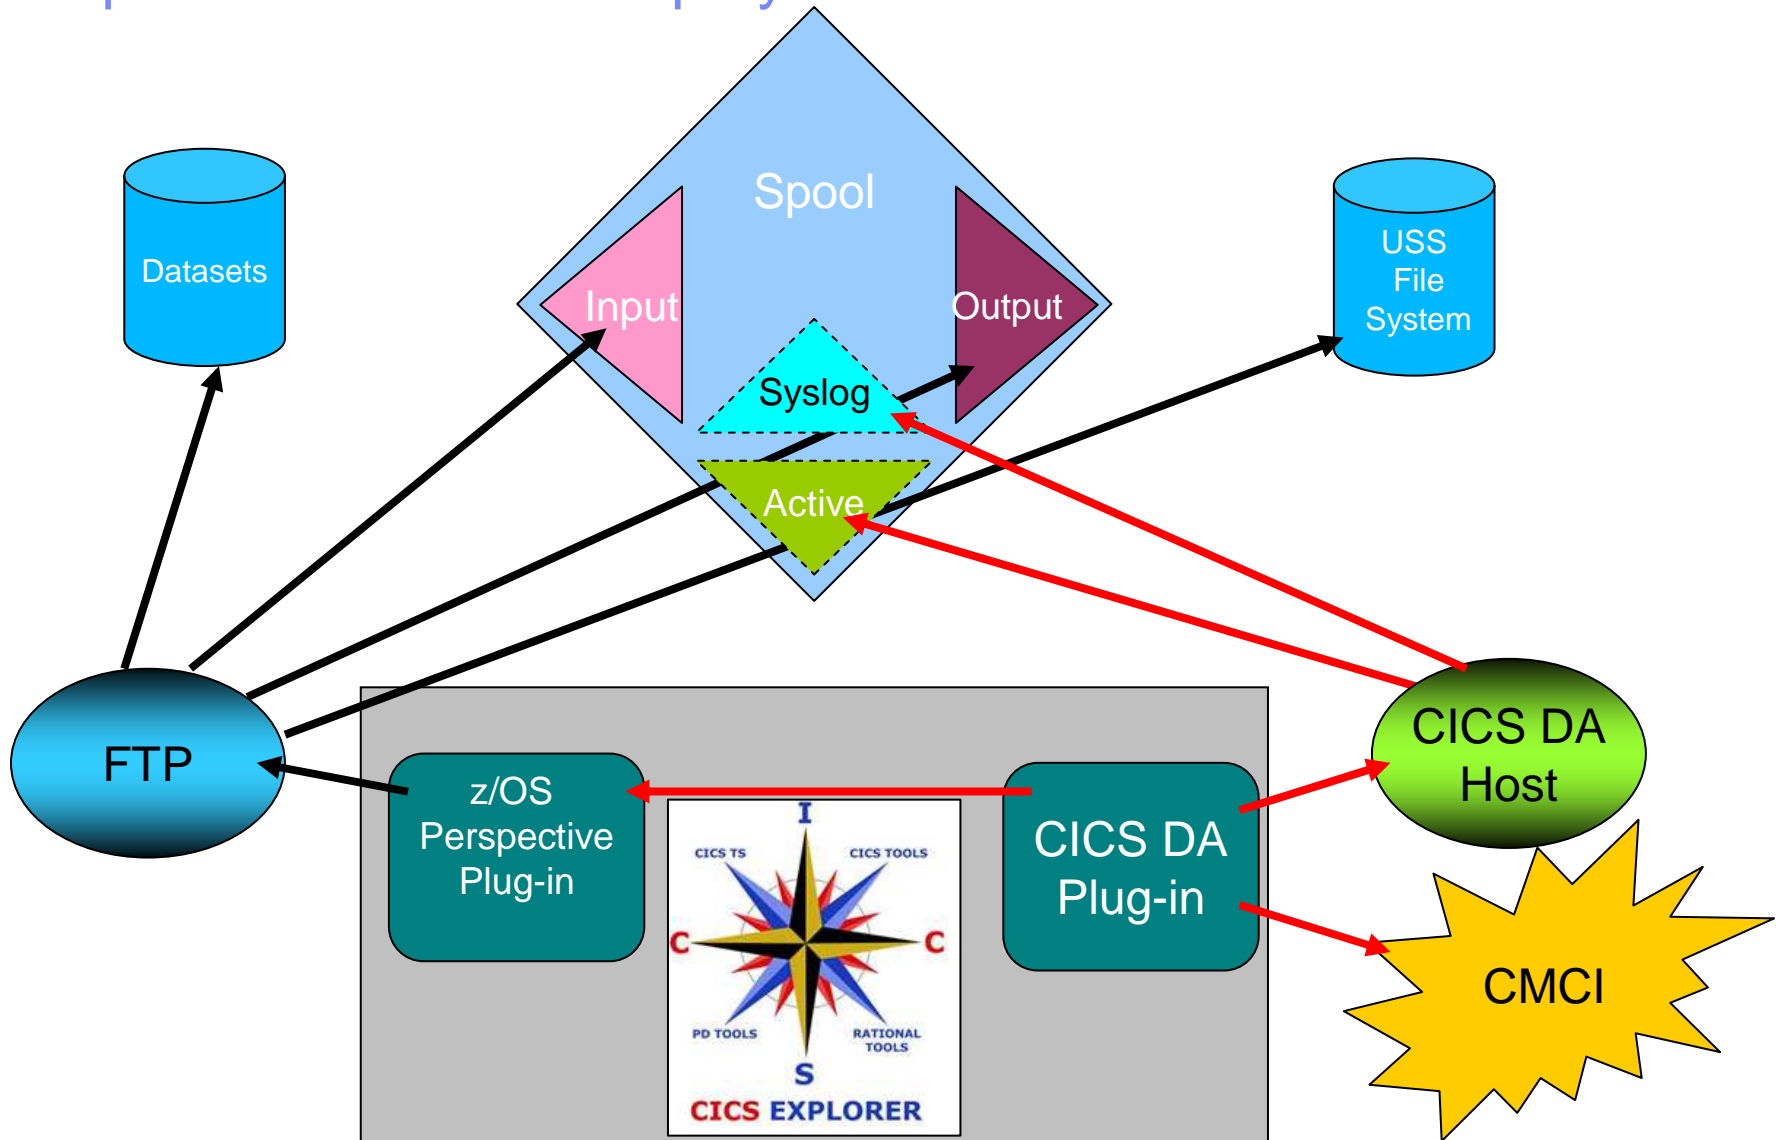 Spool
Datasets
USS
File
System
Input
Output
Syslog
Active
FTP
z/OS
Perspective
Plug-in
CICS DA
Plug-in
CICS DA
Host
CMCI
I
CICS TS
CICS TOOLS
C
C
PD TOOLS
RATIONAL
TOOLS
S
CICS EXPLORER